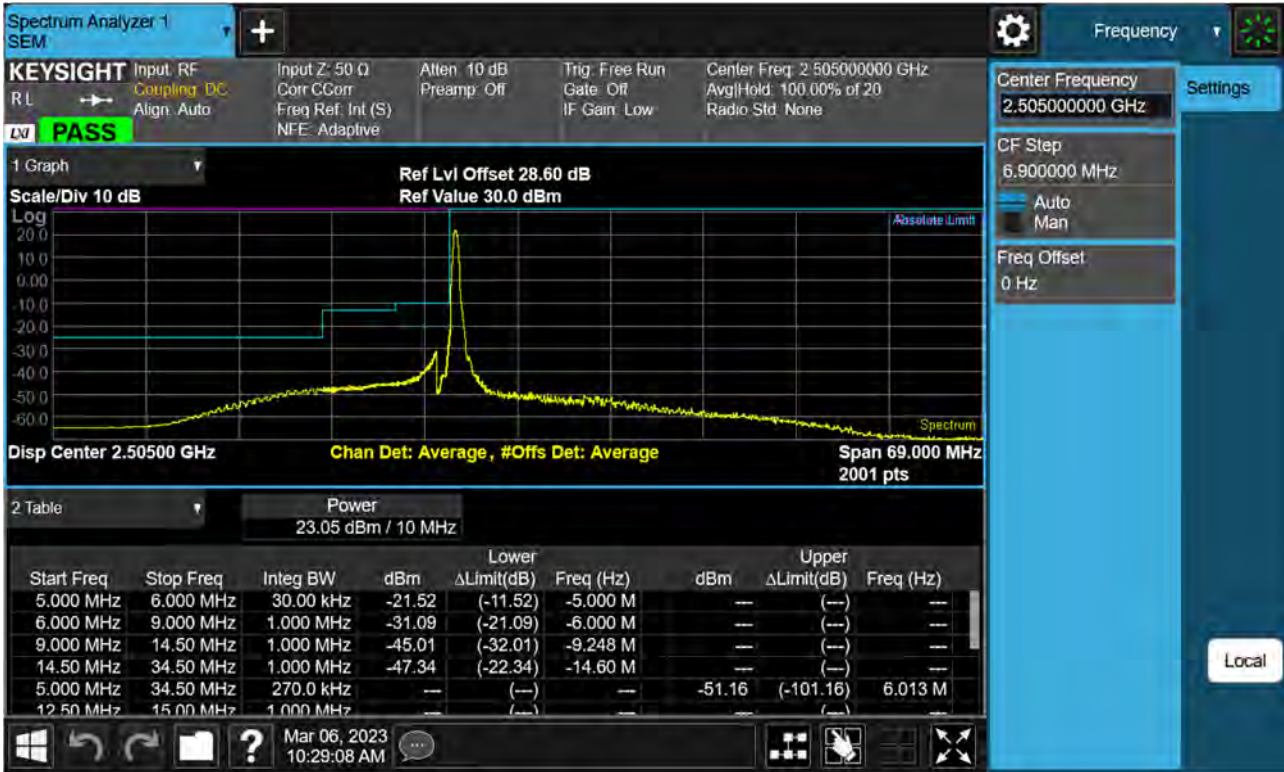 Spectrum Analyzer 1
SEM
Frequency
KEYSIGHT
R L
LXI
PASS
Input: RF
Coupling: DC
Align: Auto
Input Z: 50 Ω
Corr CCorr
Freq Ref: Int (S)
NFE: Adaptive
Atten: 10 dB
Preamp: Off
Trig: Free Run
Gate: Off
IF Gain: Low
Center Freq: 2.505000000 GHz
Avg|Hold: 100.00% of 20
Radio Std: None
Center Frequency
2.505000000 GHz
Settings
CF Step
6.900000 MHz
Auto
Man
Freq Offset
0 Hz
1 Graph
Scale/Div 10 dB
Ref Lvl Offset 28.60 dB
Ref Value 30.0 dBm
Log
20.0
10.0
0.00
-10.0
-20.0
-30.0
-40.0
-50.0
-60.0
Limit
Spectrum
Disp Center 2.50500 GHz
Chan Det: Average, #Offs Det: Average
Span 69.000 MHz
2001 pts
2 Table
Power
23.05 dBm / 10 MHz
Lower Upper
Start Freq Stop Freq Integ BW dBm ΔLimit(dB) Freq (Hz) dBm ΔLimit(dB) Freq (Hz)
5.000 MHz 6.000 MHz 30.00 kHz -21.52 (-11.52) -5.000 M --- (---) ---
6.000 MHz 9.000 MHz 1.000 MHz -31.09 (-21.09) -6.000 M --- (---) ---
9.000 MHz 14.50 MHz 1.000 MHz -45.01 (-32.01) -9.248 M --- (---) ---
14.50 MHz 34.50 MHz 1.000 MHz -47.34 (-22.34) -14.60 M --- (---) ---
5.000 MHz 34.50 MHz 270.0 kHz --- (---) --- -51.16 (-101.16) 6.013 M
12.50 MHz 15.00 MHz 1.000 MHz --- (---) --- --- (---) ---
Local
?
Mar 06, 2023
10:29:08 AM